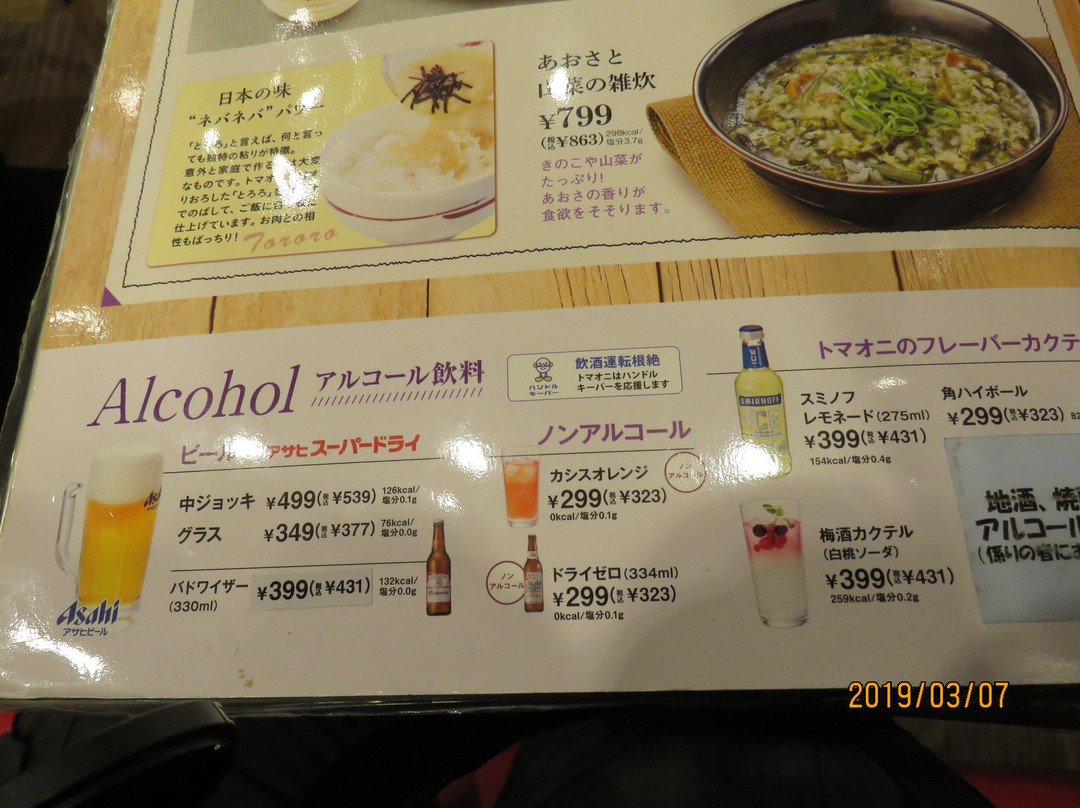 日本の味
“ネバネバ”パワー
「とろろ」と言えば、何と言っ
ても独特の粘りが特徴。
意外と家庭で作る は大変
なものです。トマオ
りおろした「とろろ」
でのばして、ご飯に合
仕上げています。お肉との相
性もばっちり!
Tororo
あおさと
菜の雑炊
¥799
(税込¥863) 298kcal/塩分3.7g
きのこや山菜が
たっぷり!
あおさの香りが
食欲をそそります。
Alcohol アルコール飲料
ハンドルキーパー
飲酒運転根絶
トマオニはハンドル
キーパーを応援します
ビール アサヒスーパードライ
中ジョッキ ¥499(税込¥539) 126kcal/塩分0.1g
グラス ¥349(税込¥377) 76kcal/塩分0.0g
バドワイザー ¥399(税込¥431) 132kcal/塩分0.0g
(330ml)
Asahi
アサヒビール
ノンアルコール
カシスオレンジ
ノンアルコール
¥299(税込¥323)
0kcal/塩分0.1g
ノンアルコール
ドライゼロ(334ml)
¥299(税込¥323)
0kcal/塩分0.1g
トマオニのフレーバーカクテ
SMIRNOFF
ICE
スミノフ
レモネード(275ml)
¥399(税込¥431)
154kcal/塩分0.4g
角ハイボール
¥299(税込¥323) 82
梅酒カクテル
(白桃ソーダ)
¥399(税込¥431)
259kcal/塩分0.2g
地酒、焼
アルコール
(係りの者にお
2019/03/07